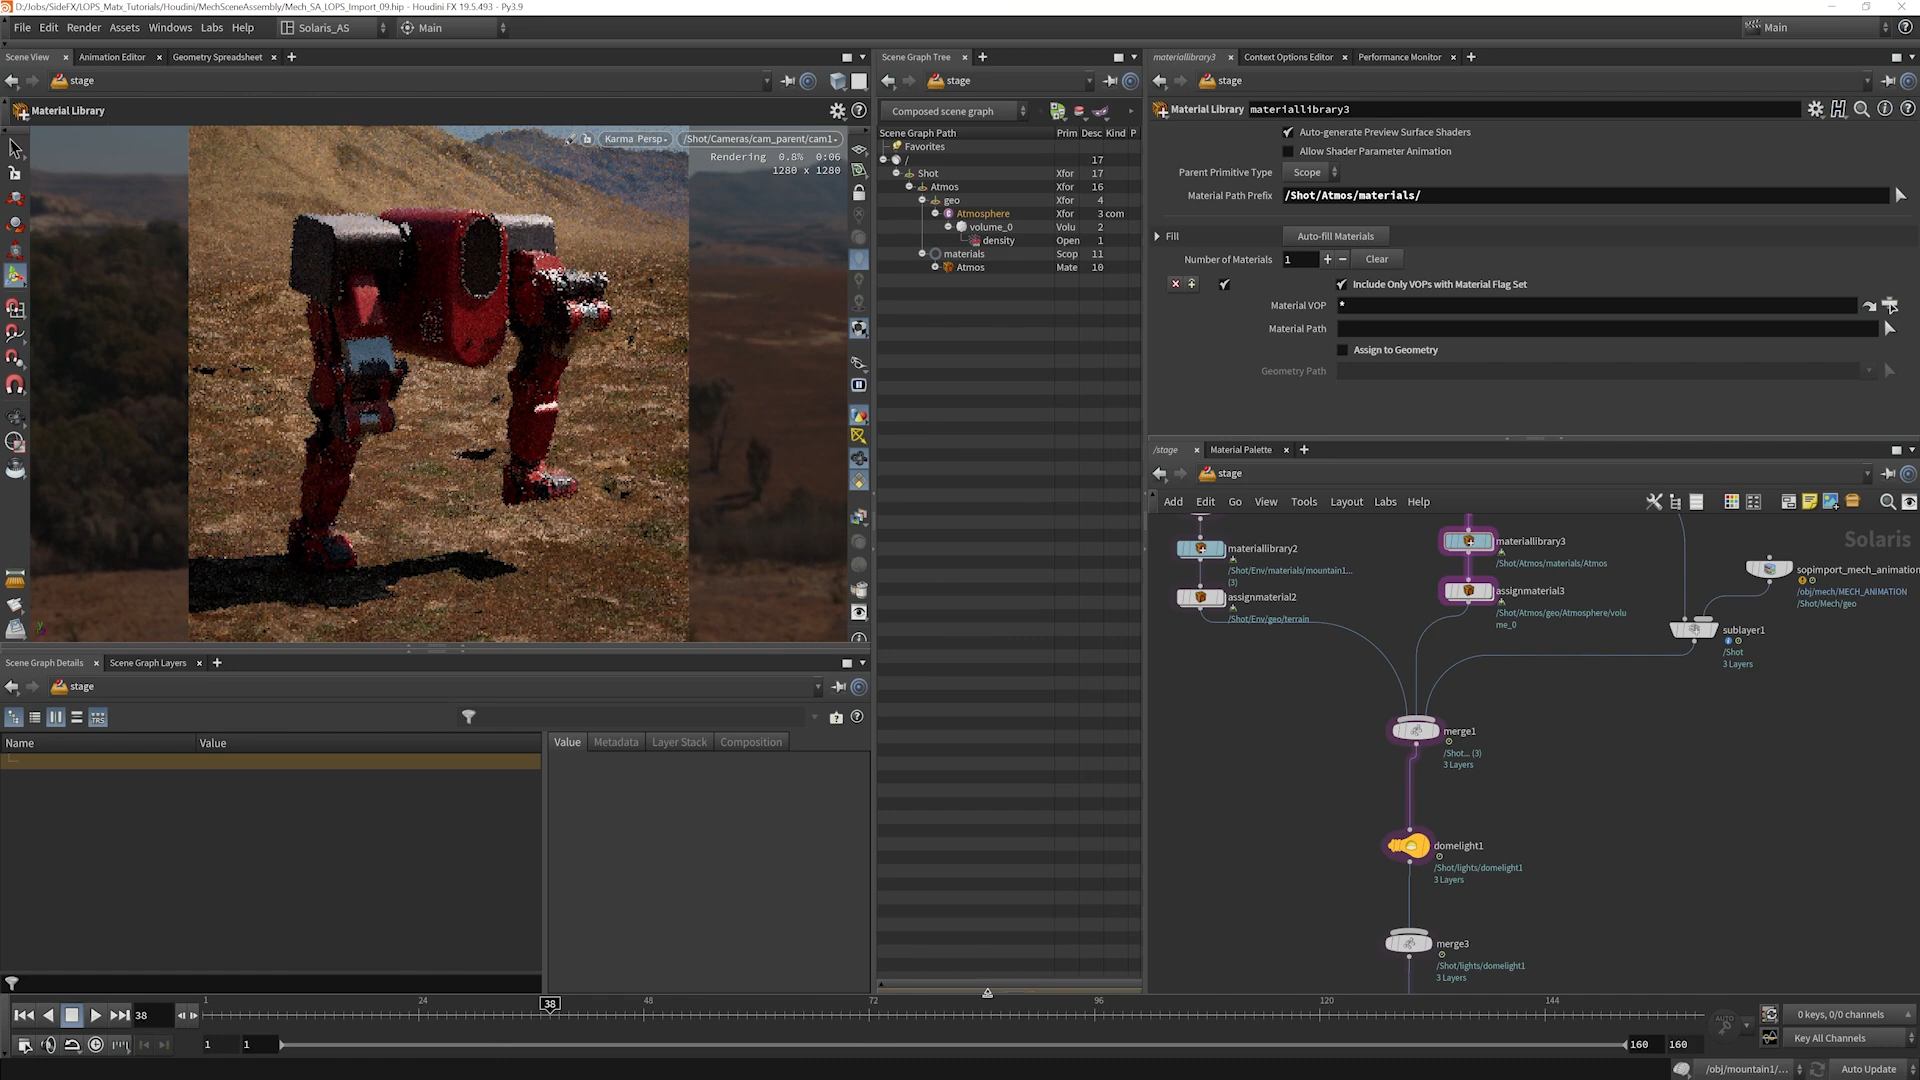 D:/Jobs/SideFX/LOPS_Matx_Tutorials/Houdini/MechSceneAssembly/Mech_SA_LOPS_Import_09.hip - Houdini FX 19.5.493 - Py3.9
File Edit Render Assets Windows Labs Help Solaris_AS Main Main
Scene View Animation Editor Geometry Spreadsheet
stage
Material Library
Karma Persp /Shot/Cameras/cam_parent/cam1
Rendering 0.8% 0:06
1280 x 1280
Scene Graph Tree
stage
Composed scene graph
Scene Graph Path Prim Desc Kind P
Favorites
/ 17
Shot Xfor 17
Atmos Xfor 16
geo Xfor 4
Atmosphere Xfor 3 com
volume_0 Volu 2
density Open 1
materials Scop 11
Atmos Mate 10
materiallibrary3 Context Options Editor Performance Monitor
stage
Material Library materiallibrary3
Auto-generate Preview Surface Shaders
Allow Shader Parameter Animation
Parent Primitive Type Scope
Material Path Prefix /Shot/Atmos/materials/
Fill Auto-fill Materials
Number of Materials 1 + − Clear
Include Only VOPs with Material Flag Set
Material VOP *
Material Path
Assign to Geometry
Geometry Path
/stage Material Palette
stage
Add Edit Go View Tools Layout Labs Help
Solaris
materiallibrary2
/Shot/Env/materials/mountain1...
(3)
assignmaterial2
/Shot/Env/geo/terrain
materiallibrary3
/Shot/Atmos/materials/Atmos
assignmaterial3
/Shot/Atmos/geo/Atmosphere/volu
me_0
sopimport_mech_animation
/obj/mech/MECH_ANIMATION
/Shot/Mech/geo
sublayer1
/Shot
3 Layers
merge1
/Shot... (3)
3 Layers
domelight1
/Shot/lights/domelight1
3 Layers
merge3
/Shot/lights/domelight1
3 Layers
Scene Graph Details Scene Graph Layers
stage
TRS
Name Value
Value Metadata Layer Stack Composition
1 24 38 48 72 96 120 144
38
1 1 160 160
AUTO
0 keys, 0/0 channels
Key All Channels
/obj/mountain1/... Auto Update